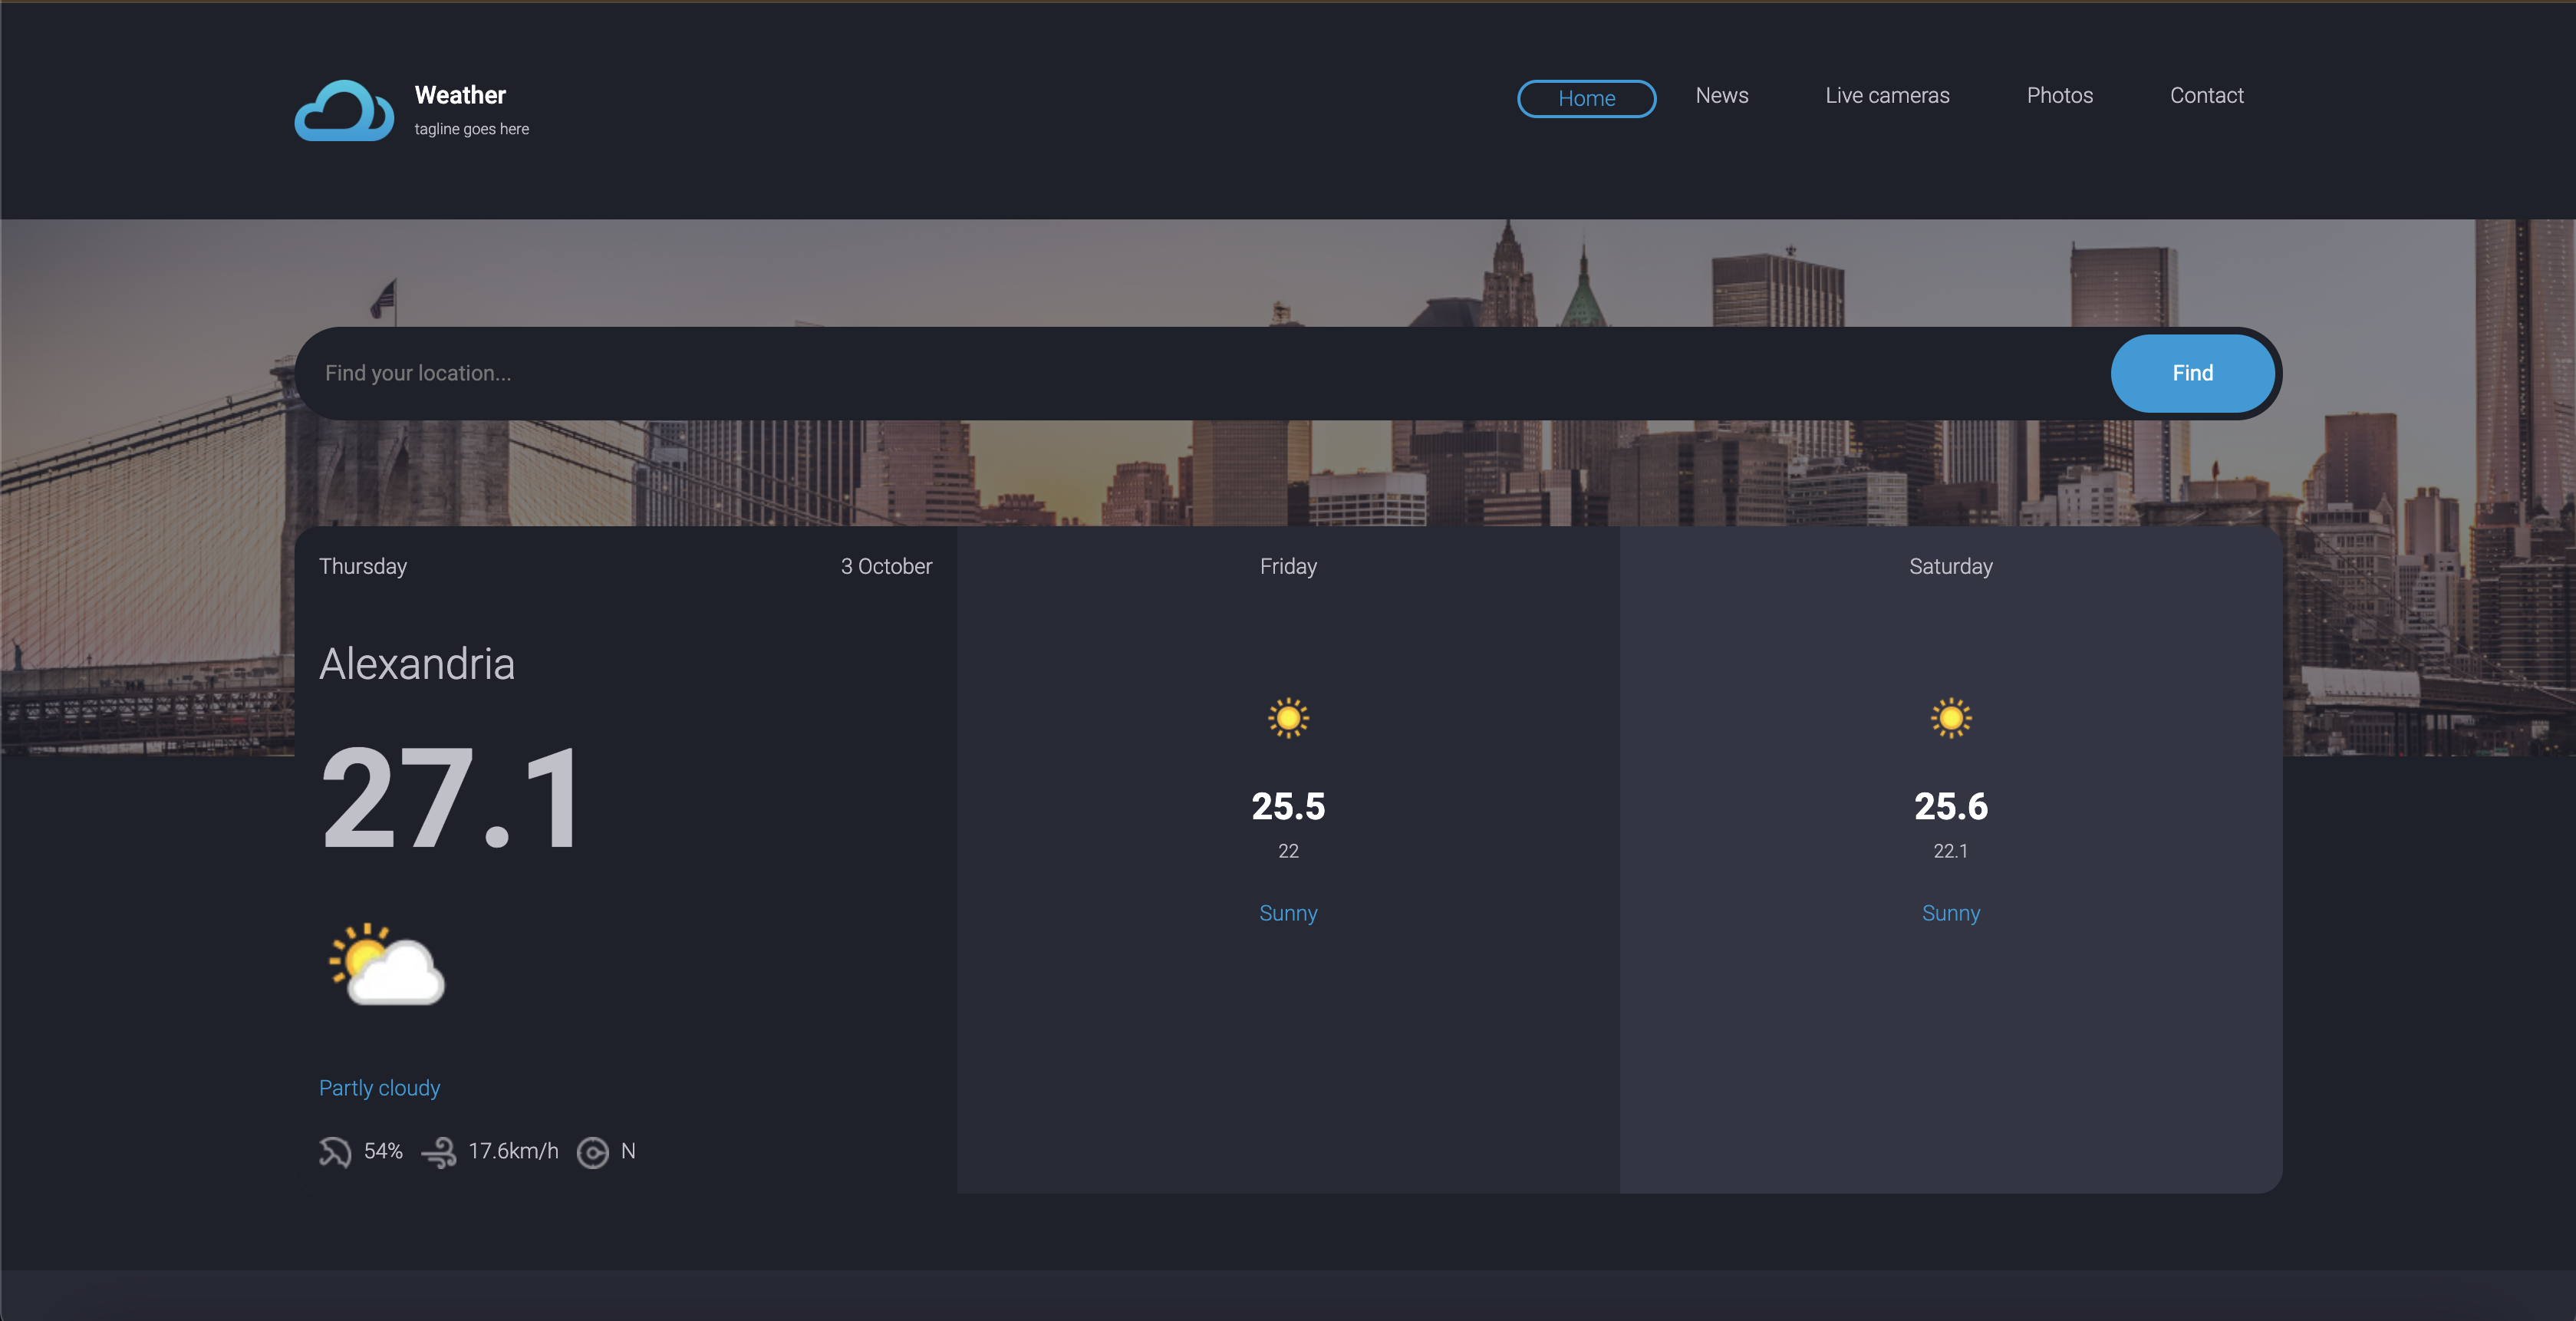 Weather
tagline goes here
Home News Live cameras Photos Contact
Find your location...
Find
Thursday 3 October
Alexandria
27.1
Partly cloudy
54% 17.6km/h N
Friday
25.5
22
Sunny
Saturday
25.6
22.1
Sunny